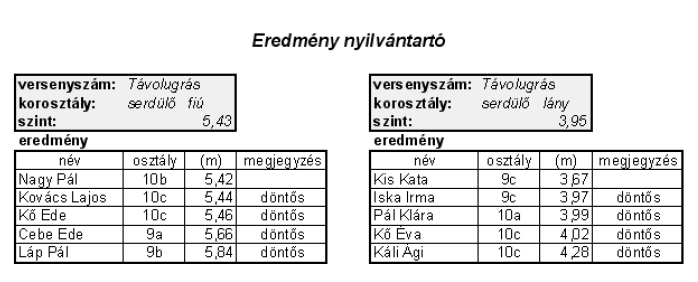 Eredmény nyilvántartó
versenyszám: Távolugrás
korosztály: serdülő fiú
szint: 5,43
eredmény
név osztály (m) megjegyzés
Nagy Pál 10b 5,42
Kovács Lajos 10c 5,44 döntős
Kő Ede 10c 5,46 döntős
Cebe Ede 9a 5,66 döntős
Láp Pál 9b 5,84 döntős
versenyszám: Távolugrás
korosztály: serdülő lány
szint: 3,95
eredmény
név osztály (m) megjegyzés
Kis Kata 9c 3,67
Iska Irma 9c 3,97 döntős
Pál Klára 10a 3,99 döntős
Kő Éva 10c 4,02 döntős
Káli Ági 10c 4,28 döntős